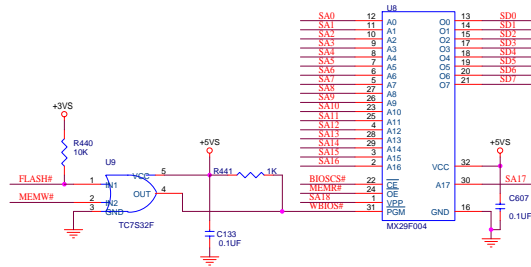 U8
SA0 12 A0 O0 13 SD0
SA1 11 A1 O1 14 SD1
SA2 10 A2 O2 15 SD2
SA3 9 A3 O3 17 SD3
SA4 8 A4 O4 18 SD4
SA5 7 A5 O5 19 SD5
SA6 6 A6 O6 20 SD6
SA7 5 A7 O7 21 SD7
SA8 27 A8
SA9 26 A9
SA10 23 A10
SA11 25 A11
SA12 4 A12
SA13 28 A13
SA14 29 A14
SA15 3 A15
SA16 2 A16
BIOSCS# 22 CE
MEMR# 24 OE
SA18 1 VPP
WBIOS# 31 PGM
VCC 32
A17 30 SA17
GND 16
MX29F004
+5VS
C607
0.1UF
+3VS
R440
10K
U9
FLASH# 1 IN1
MEMW# 2 IN2
3 GND
VCC 5
OUT 4
TC7S32F
+5VS
R441 1K
C133
0.1UF